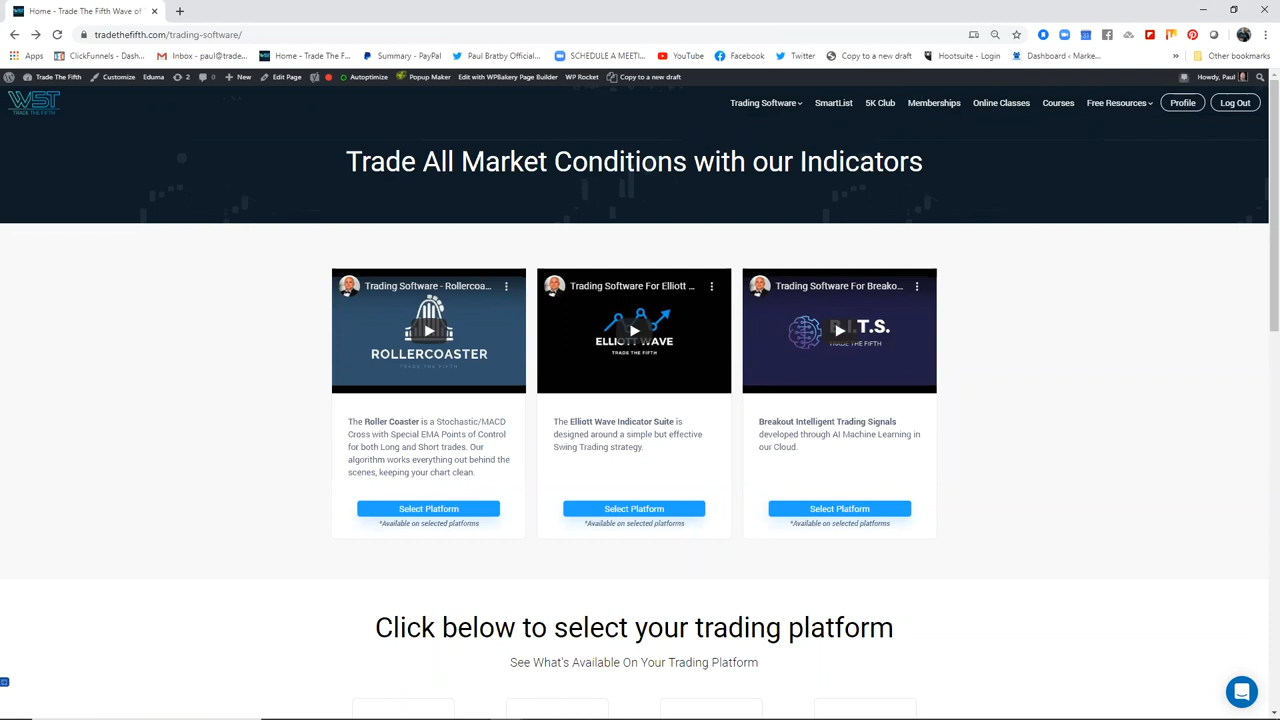 Home - Trade The Fifth Wave of
tradethefifth.com/trading-software/
Apps ClickFunnels - Dash... Inbox - paul@trade... Home - Trade The F... Summary - PayPal Paul Bratby Official... SCHEDULE A MEETI... YouTube Facebook Twitter Copy to a new draft Hootsuite - Login Dashboard ‹ Marke... » Other bookmarks
Trade The Fifth Customize Eduma 2 0 New Edit Page Autoptimize Popup Maker Edit with WPBakery Page Builder WP Rocket Copy to a new draft Howdy, Paul
WST
TRADE THE FIFTH
Trading Software SmartList 5K Club Memberships Online Classes Courses Free Resources Profile Log Out
Trade All Market Conditions with our Indicators
Trading Software - Rollercoa...
ROLLERCOASTER
TRADE THE FIFTH
The Roller Coaster is a Stochastic/MACD
Cross with Special EMA Points of Control
for both Long and Short trades. Our
algorithm works everything out behind the
scenes, keeping your chart clean.
Select Platform
*Available on selected platforms
Trading Software For Elliott ...
ELLIOTT WAVE
TRADE THE FIFTH
The Elliott Wave Indicator Suite is
designed around a simple but effective
Swing Trading strategy.
Select Platform
*Available on selected platforms
Trading Software For Breako...
B.I.T.S.
TRADE THE FIFTH
Breakout Intelligent Trading Signals
developed through AI Machine Learning in
our Cloud.
Select Platform
*Available on selected platforms
Click below to select your trading platform
See What's Available On Your Trading Platform